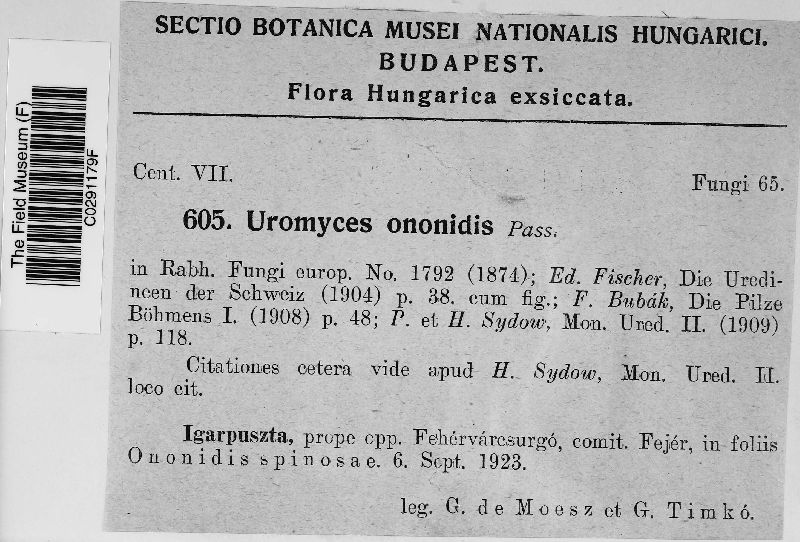 SECTIO BOTANICA MUSEI NATIONALIS HUNGARICI.
BUDAPEST.
Flora Hungarica exsiccata.
Cent. VII.
Fungi 65.
605. Uromyces ononidis Pass.
in Rabh. Fungi europ. No. 1792 (1874); Ed. Fischer, Die Uredi-
neen der Schweiz (1904) p. 38. cum fig.; F. Bubák, Die Pilze
Böhmens I. (1908) p. 48; P. et H. Sydow, Mon. Ured. II. (1909)
p. 118.
Citationes cetera vide apud H. Sydow, Mon. Ured. II.
loco cit.
Igarpuszta, prope opp. Fehérvárcsurgó, comit. Fejér, in foliis
Ononidis spinosae. 6. Sept. 1923.
leg. G. de Moesz et G. Timkó.
The Field Museum (F)
C0291179F